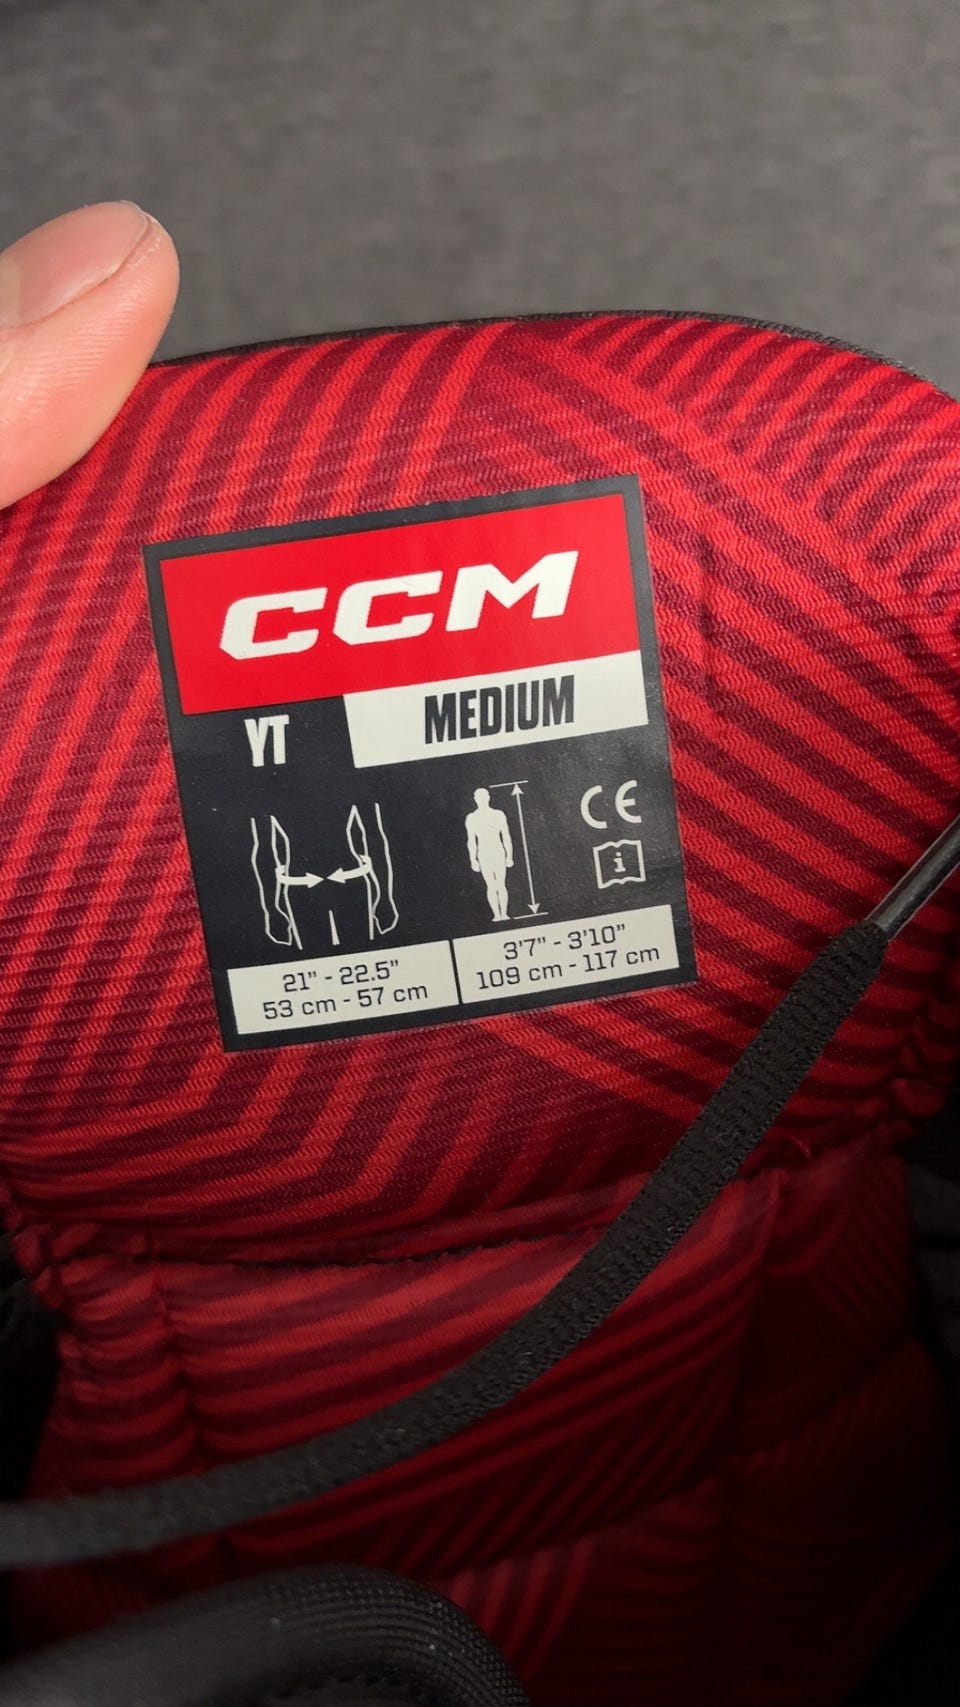 CCM
YT MEDIUM
CE
i
21" - 22.5"
53 cm - 57 cm
3'7" - 3'10"
109 cm - 117 cm